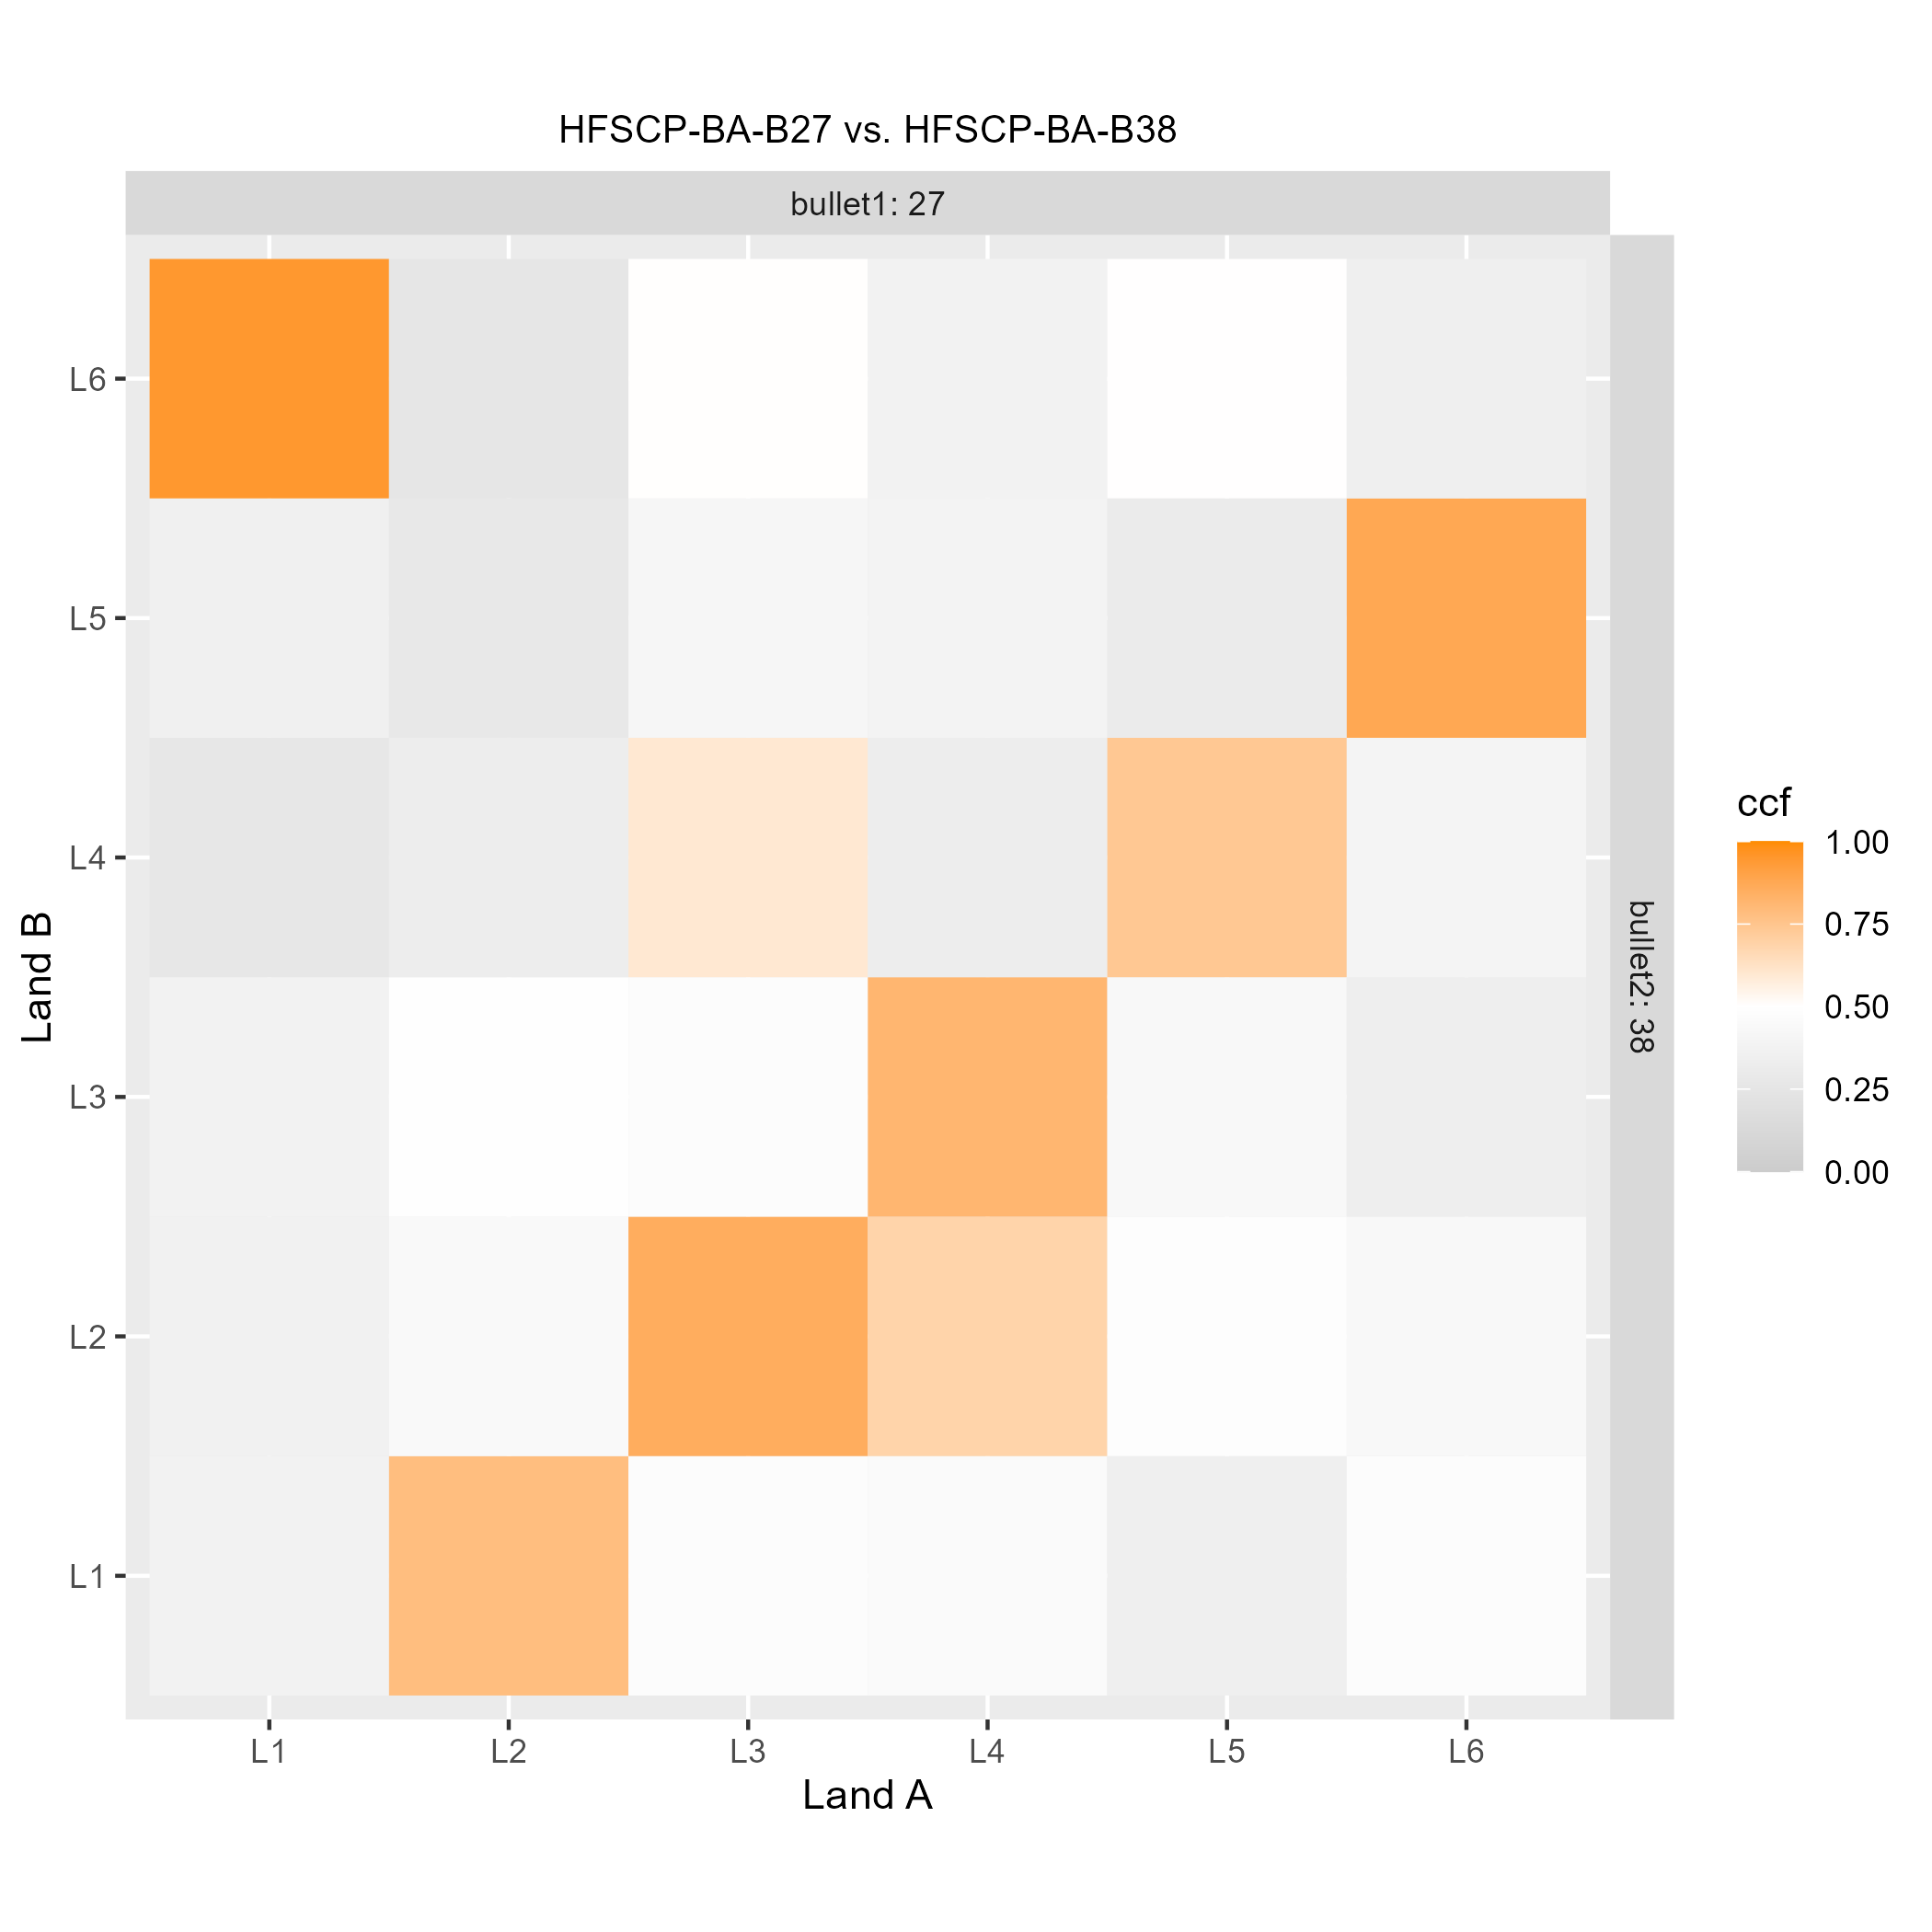 HFSCP-BA-B27 vs. HFSCP-BA-B38
bullet1: 27
L6
L5
L4
L3
L2
L1
Land B
bullet2: 38
L1 L2 L3 L4 L5 L6
Land A
ccf
1.00
0.75
0.50
0.25
0.00